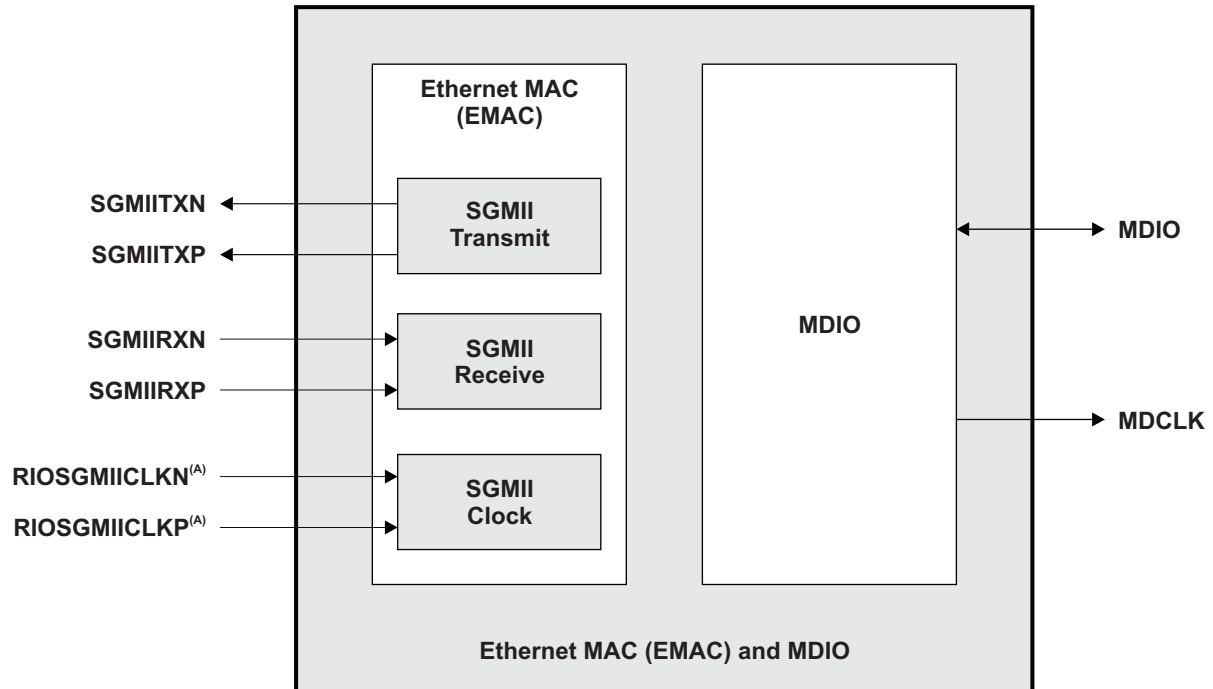 Ethernet MAC
(EMAC)
SGMIITXN
SGMIITXP
SGMII
Transmit
SGMIIRXN
SGMIIRXP
SGMII
Receive
RIOSGMIICLKN(A)
RIOSGMIICLKP(A)
SGMII
Clock
MDIO
MDIO
MDCLK
Ethernet MAC (EMAC) and MDIO